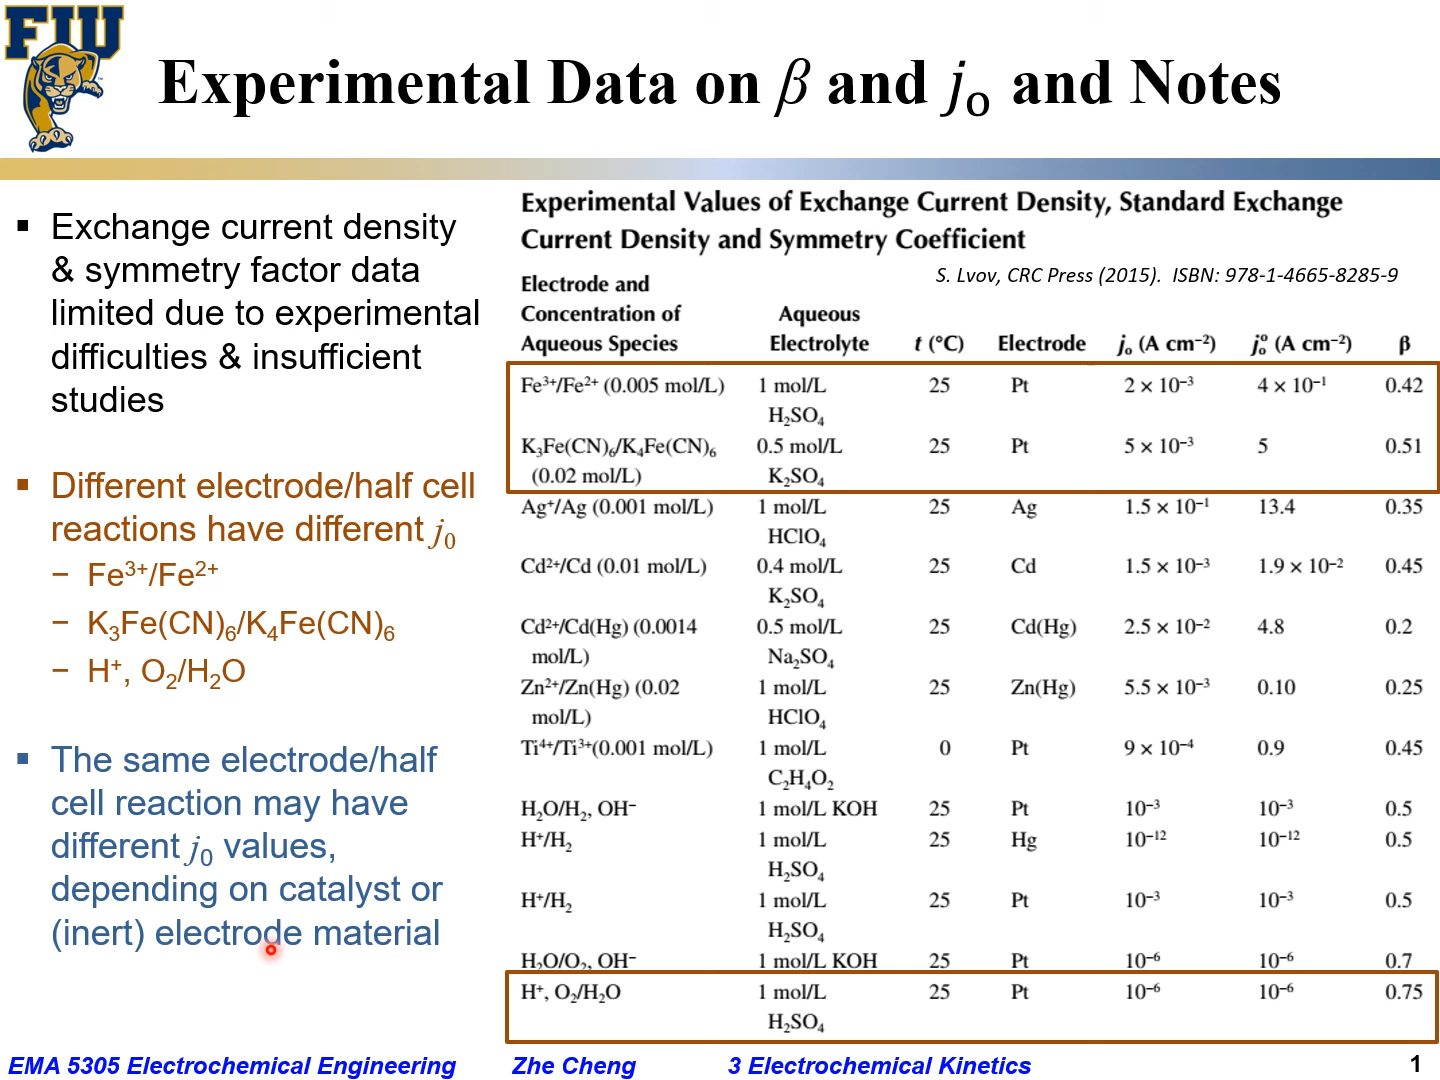 FIU
Experimental Data on β and jₒ and Notes
▪ Exchange current density
& symmetry factor data
limited due to experimental
difficulties & insufficient
studies
▪ Different electrode/half cell
reactions have different j₀
− Fe³⁺/Fe²⁺
− K₃Fe(CN)₆/K₄Fe(CN)₆
− H⁺, O₂/H₂O
▪ The same electrode/half
cell reaction may have
different j₀ values,
depending on catalyst or
(inert) electrode material
Experimental Values of Exchange Current Density, Standard Exchange
Current Density and Symmetry Coefficient
S. Lvov, CRC Press (2015). ISBN: 978-1-4665-8285-9
Electrode and
Concentration of Aqueous
Aqueous Species Electrolyte t (°C) Electrode jₒ (A cm⁻²) jₒ° (A cm⁻²) β
Fe³⁺/Fe²⁺ (0.005 mol/L) 1 mol/L 25 Pt 2 × 10⁻³ 4 × 10⁻¹ 0.42
H₂SO₄
K₃Fe(CN)₆/K₄Fe(CN)₆ 0.5 mol/L 25 Pt 5 × 10⁻³ 5 0.51
(0.02 mol/L) K₂SO₄
Ag⁺/Ag (0.001 mol/L) 1 mol/L 25 Ag 1.5 × 10⁻¹ 13.4 0.35
HClO₄
Cd²⁺/Cd (0.01 mol/L) 0.4 mol/L 25 Cd 1.5 × 10⁻³ 1.9 × 10⁻² 0.45
K₂SO₄
Cd²⁺/Cd(Hg) (0.0014 0.5 mol/L 25 Cd(Hg) 2.5 × 10⁻² 4.8 0.2
mol/L) Na₂SO₄
Zn²⁺/Zn(Hg) (0.02 1 mol/L 25 Zn(Hg) 5.5 × 10⁻³ 0.10 0.25
mol/L) HClO₄
Ti⁴⁺/Ti³⁺(0.001 mol/L) 1 mol/L 0 Pt 9 × 10⁻⁴ 0.9 0.45
C₂H₄O₂
H₂O/H₂, OH⁻ 1 mol/L KOH 25 Pt 10⁻³ 10⁻³ 0.5
H⁺/H₂ 1 mol/L 25 Hg 10⁻¹² 10⁻¹² 0.5
H₂SO₄
H⁺/H₂ 1 mol/L 25 Pt 10⁻³ 10⁻³ 0.5
H₂SO₄
H₂O/O₂, OH⁻ 1 mol/L KOH 25 Pt 10⁻⁶ 10⁻⁶ 0.7
H⁺, O₂/H₂O 1 mol/L 25 Pt 10⁻⁶ 10⁻⁶ 0.75
H₂SO₄
EMA 5305 Electrochemical Engineering Zhe Cheng 3 Electrochemical Kinetics 1